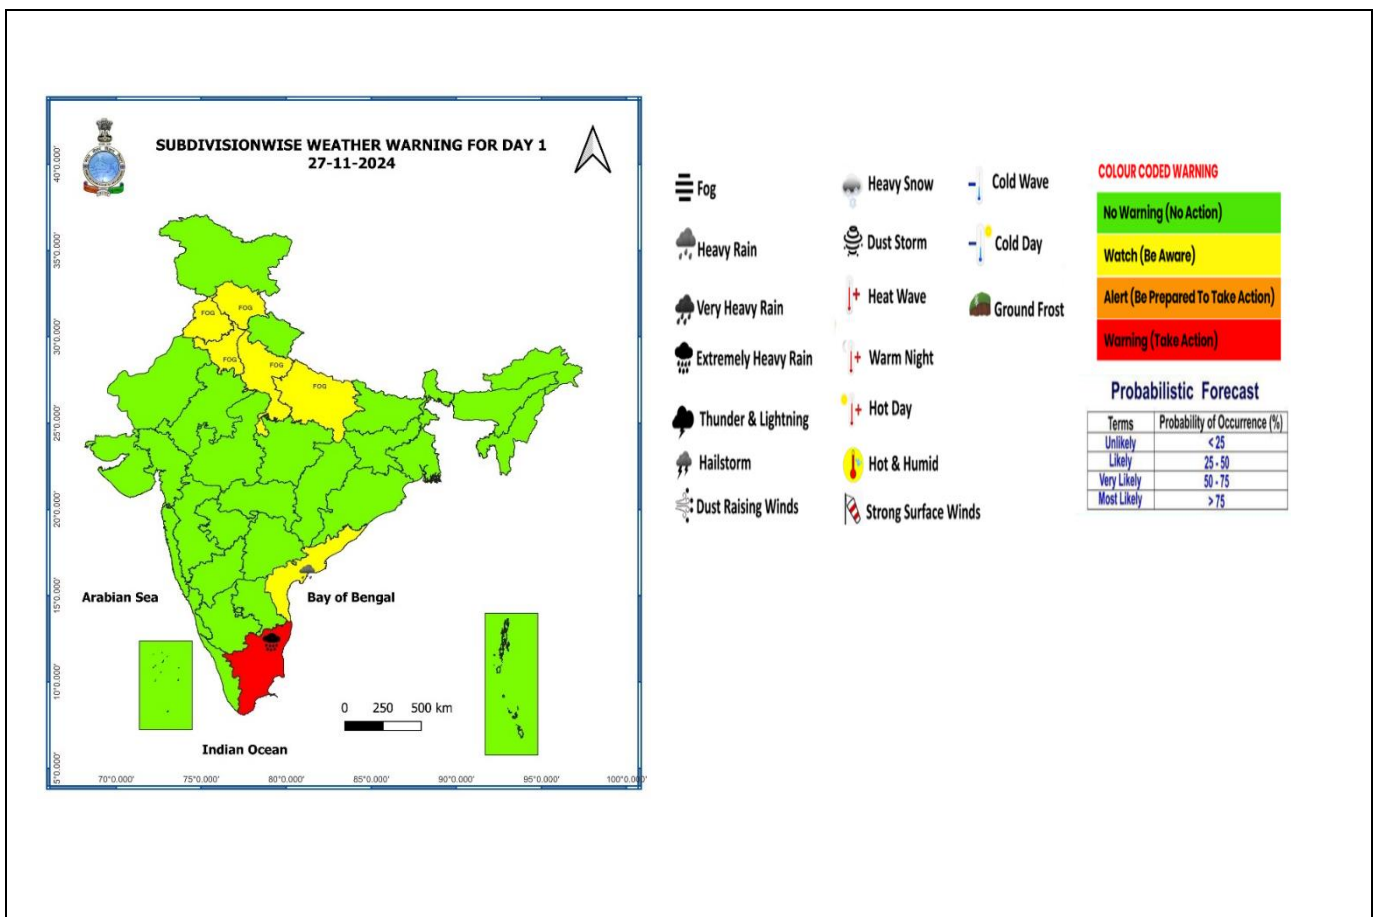 SUBDIVISIONWISE WEATHER WARNING FOR DAY 1
27-11-2024
40°0.000'
35°0.000'
30°0.000'
25°0.000'
20°0.000'
15°0.000'
10°0.000'
5°0.000'
FOG
FOG
FOG
FOG
FOG
Arabian Sea
Bay of Bengal
Indian Ocean
0 250 500 km
70°0.000' 75°0.000' 80°0.000' 85°0.000' 90°0.000' 95°0.000' 100°0.000'
Fog
Heavy Rain
Very Heavy Rain
Extremely Heavy Rain
Thunder & Lightning
Hailstorm
Dust Raising Winds
Heavy Snow
Dust Storm
Heat Wave
Warm Night
Hot Day
Hot & Humid
Strong Surface Winds
Cold Wave
Cold Day
Ground Frost
COLOUR CODED WARNING
No Warning (No Action)
Watch (Be Aware)
Alert (Be Prepared To Take Action)
Warning (Take Action)
Probabilistic Forecast
Terms Probability of Occurrence (%)
Unlikely < 25
Likely 25 - 50
Very Likely 50 - 75
Most Likely > 75